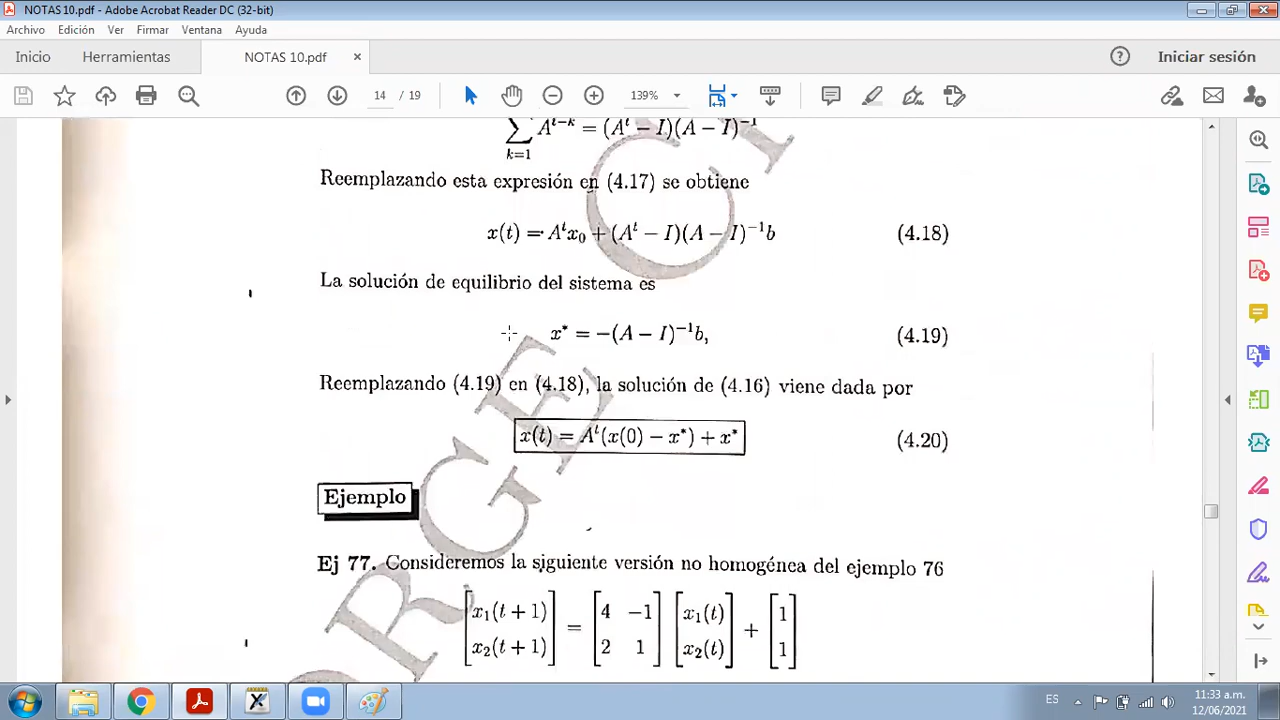 NOTAS 10.pdf - Adobe Acrobat Reader DC (32-bit)
Archivo Edición Ver Firmar Ventana Ayuda
Inicio Herramientas NOTAS 10.pdf × Iniciar sesión
14 / 19 139%
∑ A^{t−k} = (A^t − I)(A − I)^{−1}
k=1
Reemplazando esta expresión en (4.17) se obtiene
x(t) = A^t x_0 + (A^t − I)(A − I)^{−1}b (4.18)
La solución de equilibrio del sistema es
x* = −(A − I)^{−1}b, (4.19)
Reemplazando (4.19) en (4.18), la solución de (4.16) viene dada por
x(t) = A^t(x(0) − x*) + x* (4.20)
Ejemplo
Ej 77. Consideremos la siguiente versión no homogénea del ejemplo 76
[x_1(t + 1)] = [4 −1] [x_1(t)] + [1]
[x_2(t + 1)] [2 1] [x_2(t)] [1]
ES 11:33 a.m.
12/06/2021